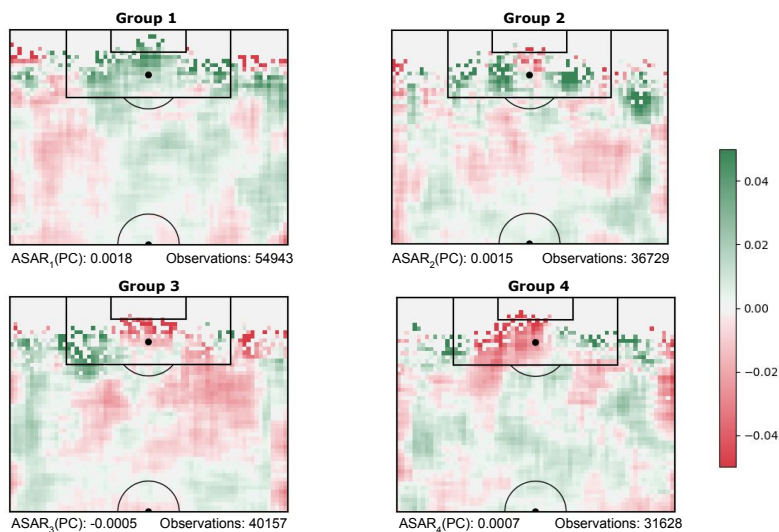 Group 1
Group 2
ASAR1(PC): 0.0018 Observations: 54943
ASAR2(PC): 0.0015 Observations: 36729
Group 3
Group 4
ASAR3(PC): -0.0005 Observations: 40157
ASAR4(PC): 0.0007 Observations: 31628
0.04
0.02
0.00
−0.02
−0.04